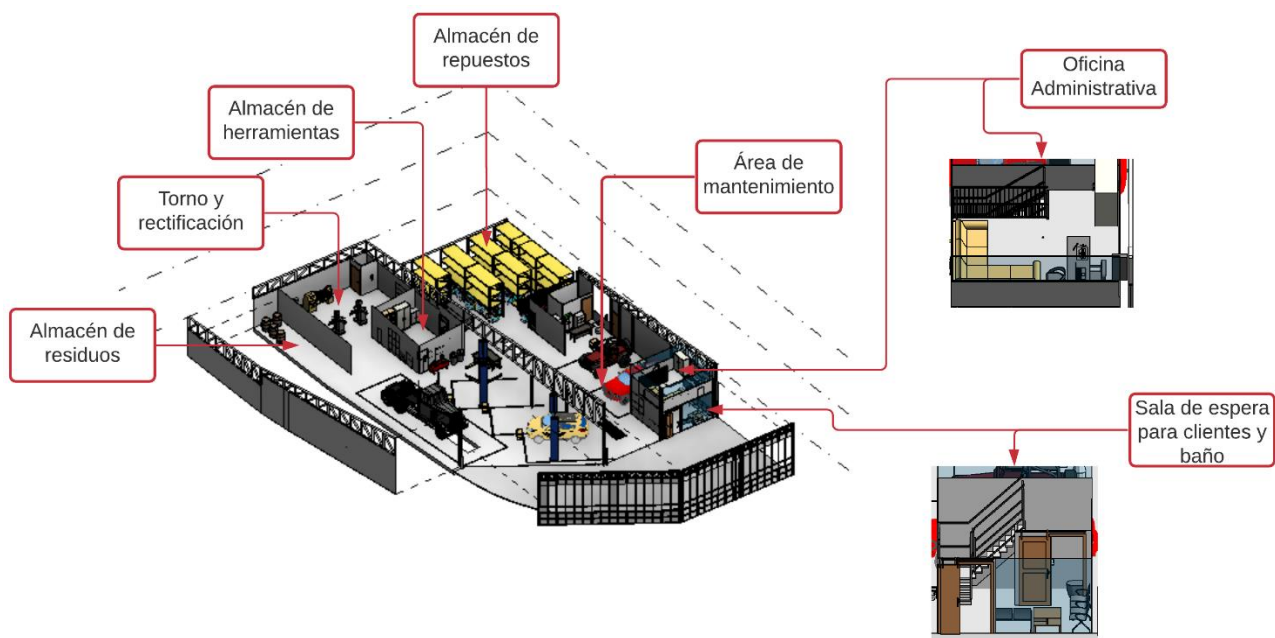 Almacén de
repuestos
Oficina
Administrativa
Almacén de
herramientas
Área de
mantenimiento
Torno y
rectificación
Almacén de
residuos
Sala de espera
para clientes y
baño